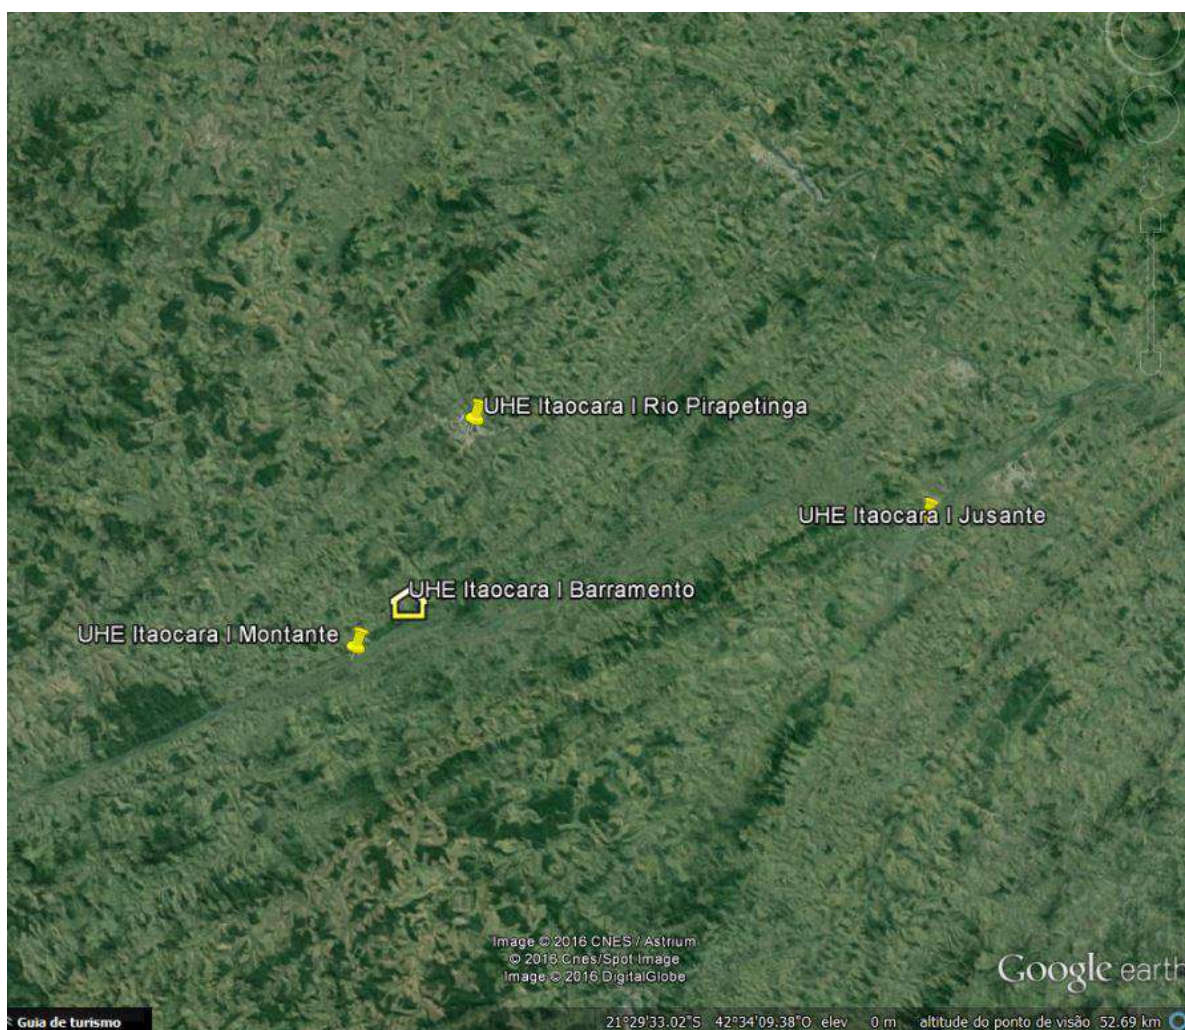 UHE Itaocara I Rio Pirapetinga
UHE Itaocara I Jusante
UHE Itaocara I Barramento
UHE Itaocara I Montante
Image © 2016 CNES / Astrium
© 2016 Cnes/Spot Image
Image © 2016 DigitalGlobe
Google earth
Guia de turismo
21°29'33.02"S 42°34'09.38"O elev 0 m altitude do ponto de visão 52.69 km